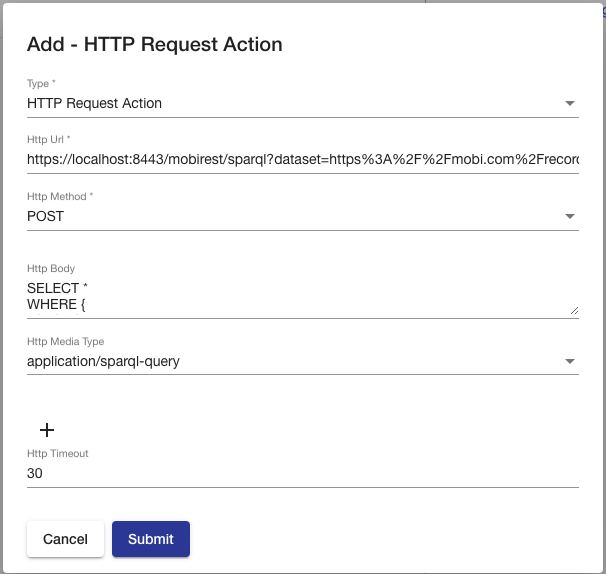 Add - HTTP Request Action
Type *
HTTP Request Action
Http Url *
https://localhost:8443/mobirest/sparql?dataset=https%3A%2F%2Fmobi.com%2Frecord
Http Method *
POST
Http Body
SELECT *
WHERE {
Http Media Type
application/sparql-query
+
Http Timeout
30
Cancel Submit